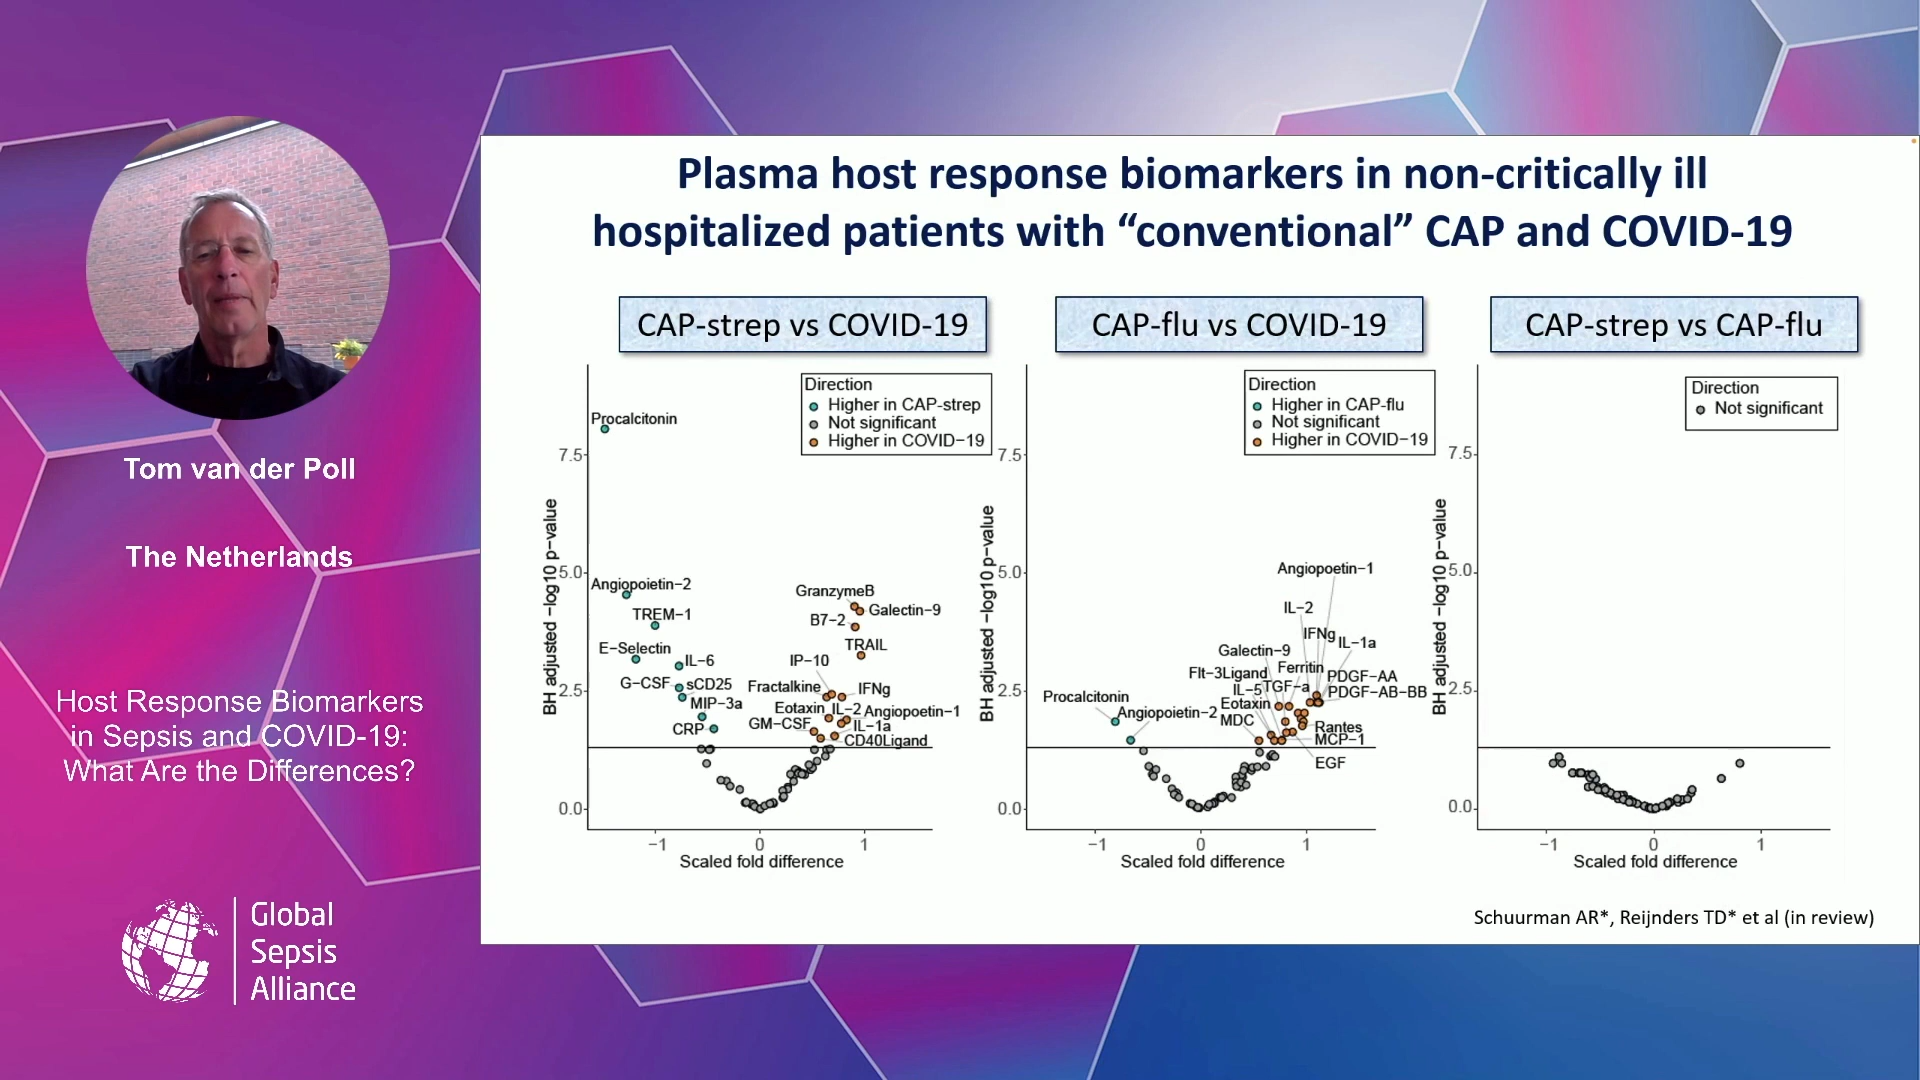 Plasma host response biomarkers in non-critically ill
hospitalized patients with “conventional” CAP and COVID-19
Tom van der Poll
The Netherlands
Host Response Biomarkers
in Sepsis and COVID-19:
What Are the Differences?
Global
Sepsis
Alliance
CAP-strep vs COVID-19
Direction
Higher in CAP-strep
Not significant
Higher in COVID−19
BH adjusted −log10 p−value
7.5
5.0
2.5
0.0
Procalcitonin
Angiopoietin−2
TREM−1
E−Selectin
IL−6
G−CSF
sCD25
MIP−3a
CRP
GranzymeB
Galectin−9
B7−2
TRAIL
IP−10
Fractalkine
IFNg
Eotaxin
IL−2
Angiopoetin−1
GM−CSF
IL−1a
CD40Ligand
−1
0
1
Scaled fold difference
CAP-flu vs COVID-19
Direction
Higher in CAP-flu
Not significant
Higher in COVID−19
BH adjusted −log10 p−value
7.5
5.0
2.5
0.0
Angiopoetin−1
IL−2
IFNg
IL−1a
Galectin−9
Ferritin
Flt−3Ligand
PDGF−AA
IL−5
TGF−a
PDGF−AB−BB
Procalcitonin
Eotaxin
Angiopoietin−2
MDC
Rantes
MCP−1
EGF
−1
0
1
Scaled fold difference
CAP-strep vs CAP-flu
Direction
Not significant
BH adjusted −log10 p−value
7.5
5.0
2.5
0.0
−1
0
1
Scaled fold difference
Schuurman AR*, Reijnders TD* et al (in review)